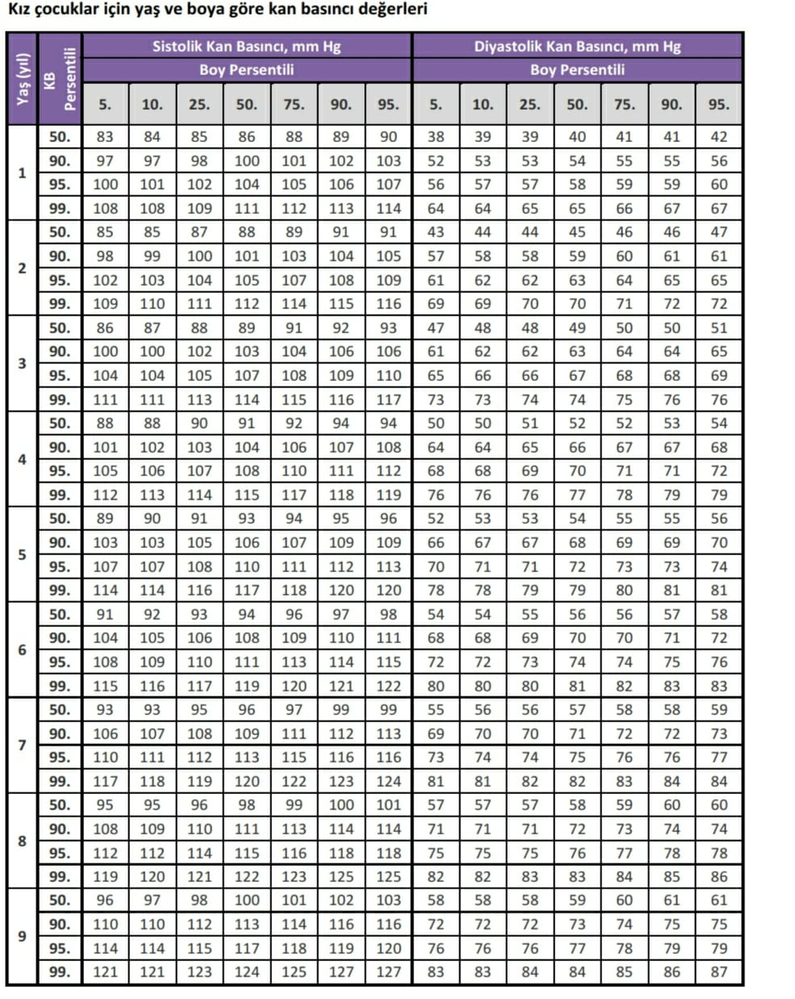 Kız çocuklar için yaş ve boya göre kan basıncı değerleri
Yaş (yıl) KB Persentili Sistolik Kan Basıncı, mm Hg Diyastolik Kan Basıncı, mm Hg
Boy Persentili Boy Persentili
5. 10. 25. 50. 75. 90. 95. 5. 10. 25. 50. 75. 90. 95.
1
50. 83 84 85 86 88 89 90 38 39 39 40 41 41 42
90. 97 97 98 100 101 102 103 52 53 53 54 55 55 56
95. 100 101 102 104 105 106 107 56 57 57 58 59 59 60
99. 108 108 109 111 112 113 114 64 64 65 65 66 67 67
2
50. 85 85 87 88 89 91 91 43 44 44 45 46 46 47
90. 98 99 100 101 103 104 105 57 58 58 59 60 61 61
95. 102 103 104 105 107 108 109 61 62 62 63 64 65 65
99. 109 110 111 112 114 115 116 69 69 70 70 71 72 72
3
50. 86 87 88 89 91 92 93 47 48 48 49 50 50 51
90. 100 100 102 103 104 106 106 61 62 62 63 64 64 65
95. 104 104 105 107 108 109 110 65 66 66 67 68 68 69
99. 111 111 113 114 115 116 117 73 73 74 74 75 76 76
4
50. 88 88 90 91 92 94 94 50 50 51 52 52 53 54
90. 101 102 103 104 106 107 108 64 64 65 66 67 67 68
95. 105 106 107 108 110 111 112 68 68 69 70 71 71 72
99. 112 113 114 115 117 118 119 76 76 76 77 78 79 79
5
50. 89 90 91 93 94 95 96 52 53 53 54 55 55 56
90. 103 103 105 106 107 109 109 66 67 67 68 69 69 70
95. 107 107 108 110 111 112 113 70 71 71 72 73 73 74
99. 114 114 116 117 118 120 120 78 78 79 79 80 81 81
6
50. 91 92 93 94 96 97 98 54 54 55 56 56 57 58
90. 104 105 106 108 109 110 111 68 68 69 70 70 71 72
95. 108 109 110 111 113 114 115 72 72 73 74 74 75 76
99. 115 116 117 119 120 121 122 80 80 80 81 82 83 83
7
50. 93 93 95 96 97 99 99 55 56 56 57 58 58 59
90. 106 107 108 109 111 112 113 69 70 70 71 72 72 73
95. 110 111 112 113 115 116 116 73 74 74 75 76 76 77
99. 117 118 119 120 122 123 124 81 81 82 82 83 84 84
8
50. 95 95 96 98 99 100 101 57 57 57 58 59 60 60
90. 108 109 110 111 113 114 114 71 71 71 72 73 74 74
95. 112 112 114 115 116 118 118 75 75 75 76 77 78 78
99. 119 120 121 122 123 125 125 82 82 83 83 84 85 86
9
50. 96 97 98 100 101 102 103 58 58 58 59 60 61 61
90. 110 110 112 113 114 116 116 72 72 72 73 74 75 75
95. 114 114 115 117 118 119 120 76 76 76 77 78 79 79
99. 121 121 123 124 125 127 127 83 83 84 84 85 86 87